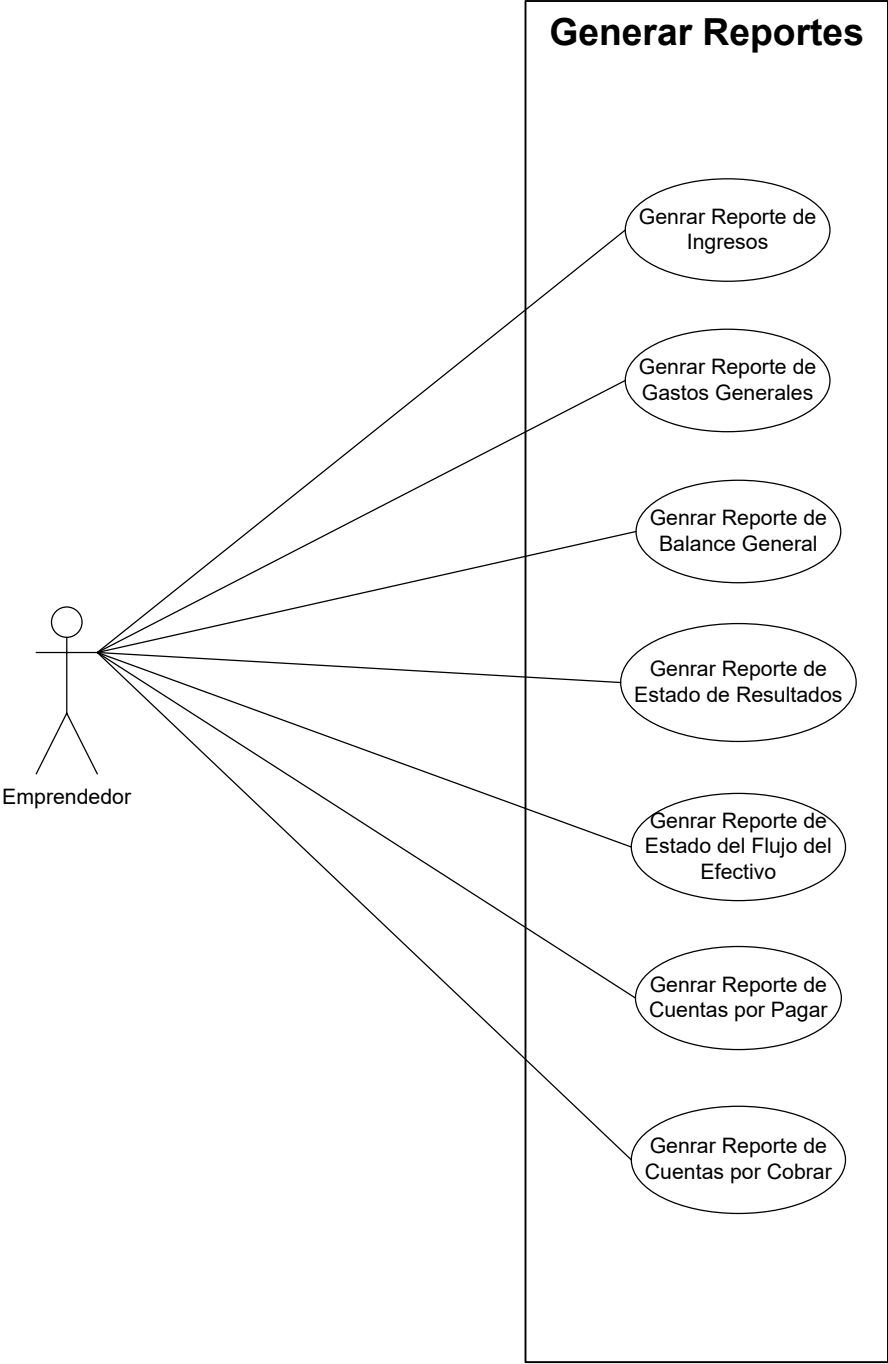 Generar Reportes
Genrar Reporte de
Ingresos
Genrar Reporte de
Gastos Generales
Genrar Reporte de
Balance General
Genrar Reporte de
Estado de Resultados
Emprendedor
Genrar Reporte de
Estado del Flujo del
Efectivo
Genrar Reporte de
Cuentas por Pagar
Genrar Reporte de
Cuentas por Cobrar